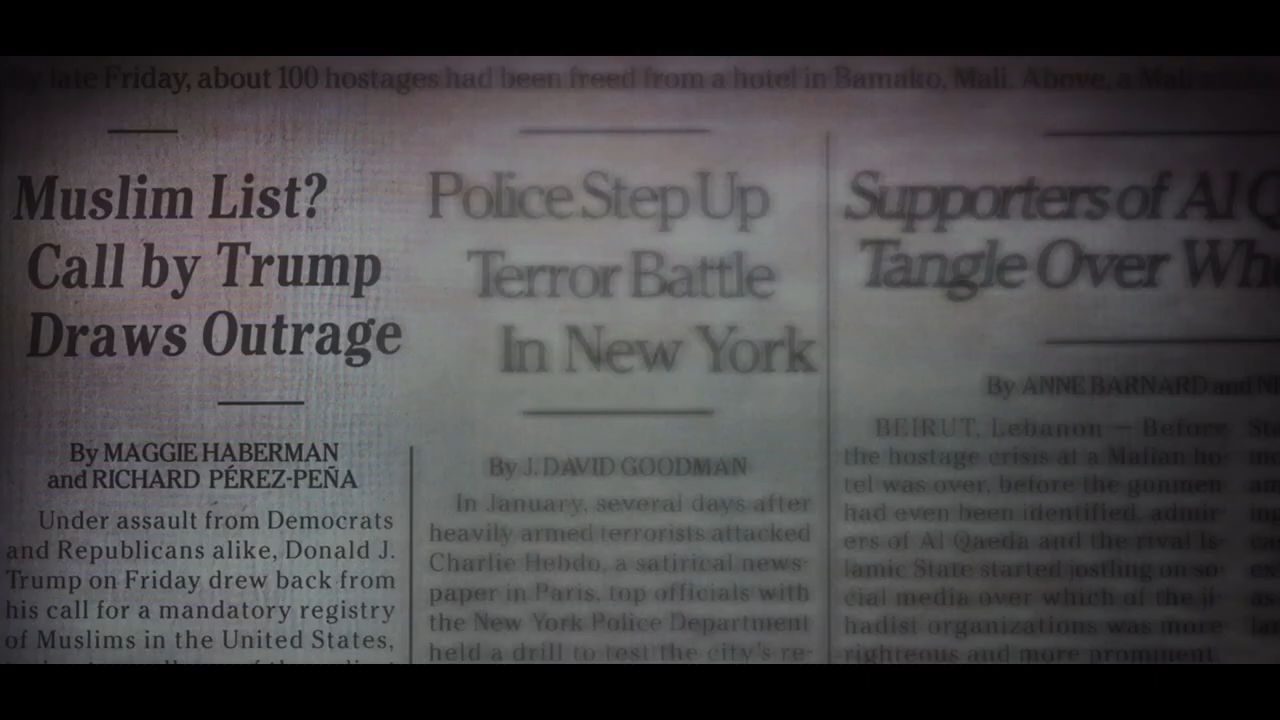 By late Friday, about 100 hostages had been freed from a hotel in Bamako, Mali. Above, a
Muslim List?
Call by Trump
Draws Outrage
By MAGGIE HABERMAN
and RICHARD PÉREZ-PEÑA
Under assault from Democrats
and Republicans alike, Donald J.
Trump on Friday drew back from
his call for a mandatory registry
of Muslims in the United States,
Police Step Up
Terror Battle
In New York
By J. DAVID GOODMAN
In January, several days after
heavily armed terrorists attacked
Charlie Hebdo, a satirical news-
paper in Paris, top officials with
the New York Police Department
held a drill to test the city's re-
Supporters of Al Q
Tangle Over Wh
By ANNE BARNARD and
BEIRUT, Lebanon — Before
the hostage crisis at a Malian ho-
tel was over, before the gunmen
had even been identified, admir-
ers of Al Qaeda and the rival Is-
lamic State started jostling on so-
cial media over which of the ji-
hadist organizations was more
righteous and more prominent.